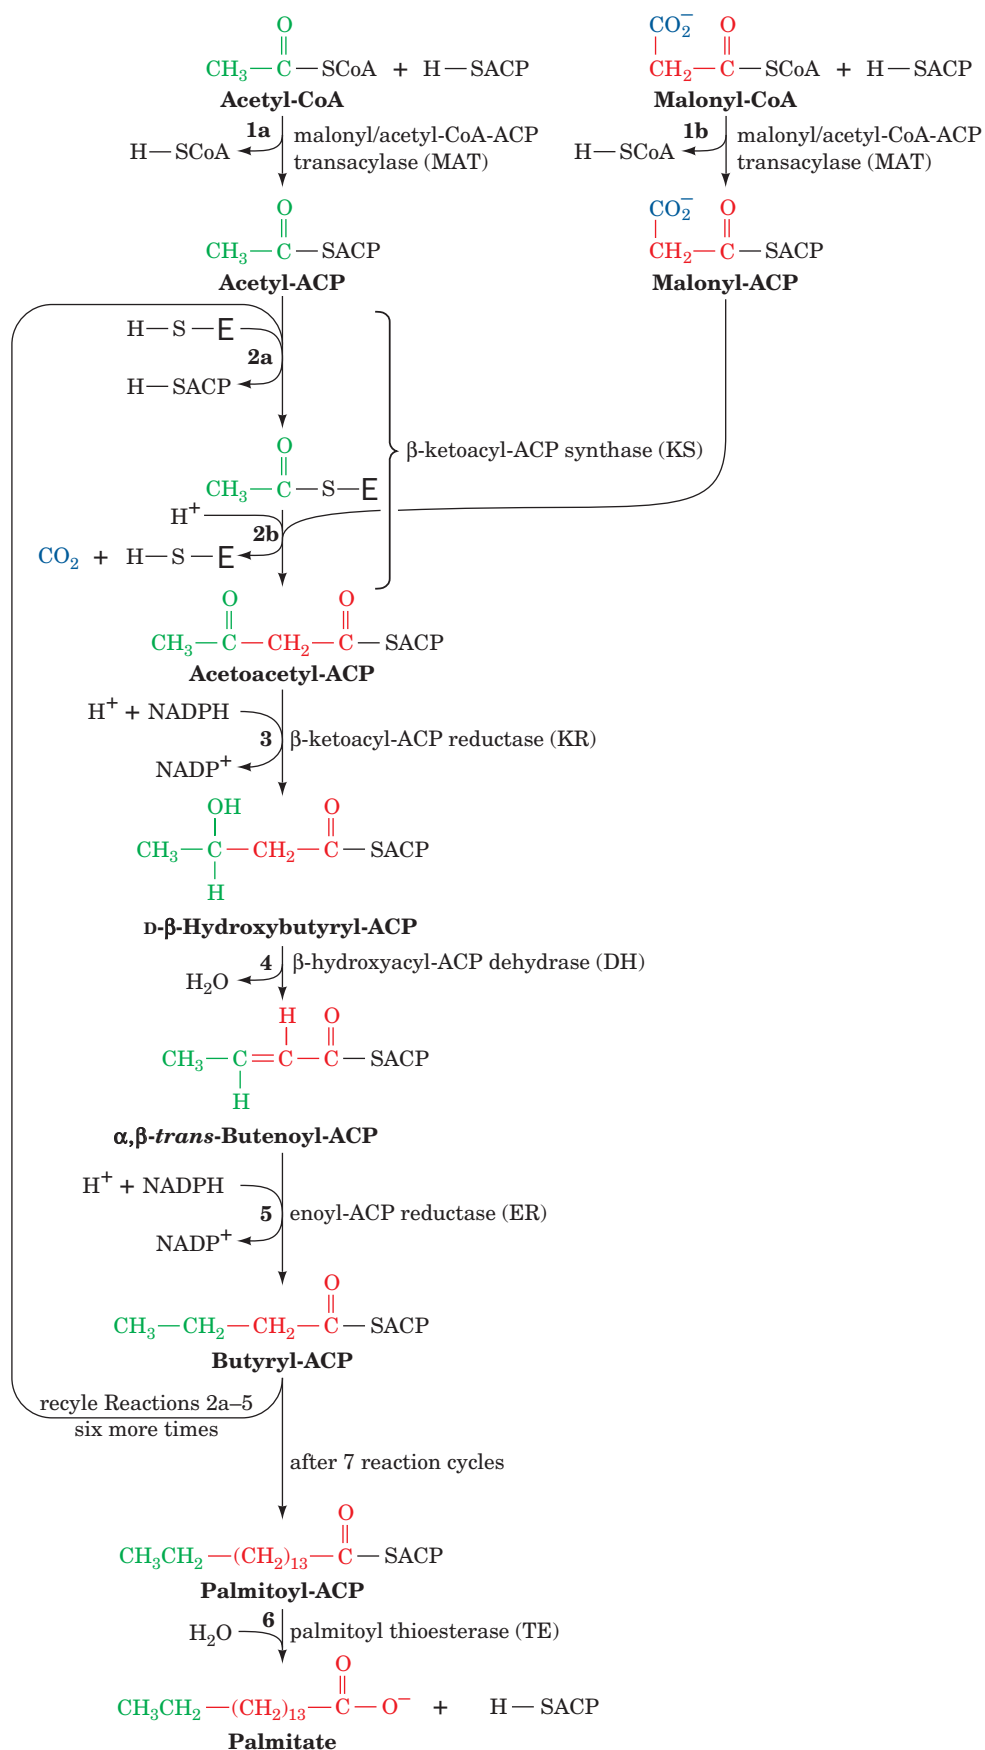 O
CH3—C—SCoA + H—SACP
Acetyl-CoA
CO2− O
CH2—C—SCoA + H—SACP
Malonyl-CoA
1a
malonyl/acetyl-CoA-ACP
transacylase (MAT)
H—SCoA
1b
malonyl/acetyl-CoA-ACP
transacylase (MAT)
H—SCoA
O
CH3—C—SACP
Acetyl-ACP
CO2− O
CH2—C—SACP
Malonyl-ACP
H—S—E
2a
H—SACP
O
β-ketoacyl-ACP synthase (KS)
CH3—C—S—E
H+
2b
CO2 + H—S—E
O O
CH3—C—CH2—C—SACP
Acetoacetyl-ACP
H+ + NADPH
3 β-ketoacyl-ACP reductase (KR)
NADP+
OH O
CH3—C—CH2—C—SACP
H
D-β-Hydroxybutyryl-ACP
4 β-hydroxyacyl-ACP dehydrase (DH)
H2O
H O
CH3—C=C—C—SACP
H
α,β-trans-Butenoyl-ACP
H+ + NADPH
5 enoyl-ACP reductase (ER)
NADP+
O
CH3—CH2—CH2—C—SACP
Butyryl-ACP
recyle Reactions 2a–5
six more times
after 7 reaction cycles
O
CH3CH2—(CH2)13—C—SACP
Palmitoyl-ACP
6
H2O palmitoyl thioesterase (TE)
O
CH3CH2—(CH2)13—C—O− + H—SACP
Palmitate